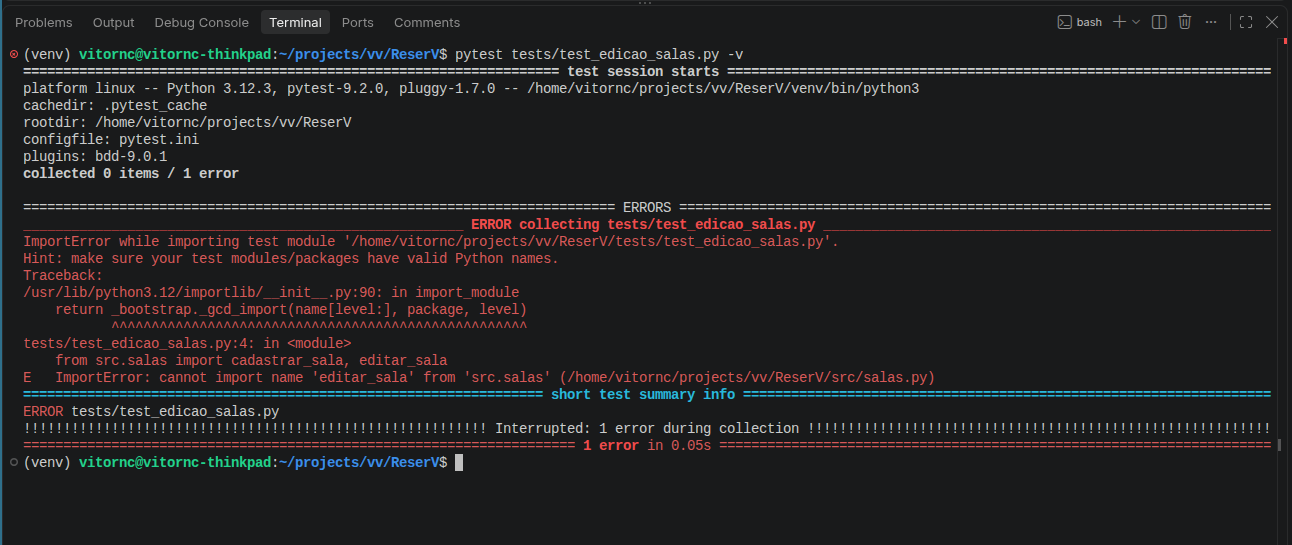 Problems Output Debug Console Terminal Ports Comments bash
(venv) vitornc@vitornc-thinkpad:~/projects/vv/ReserV$ pytest tests/test_edicao_salas.py -v
=================================================================== test session starts ====================================================================
platform linux -- Python 3.12.3, pytest-9.2.0, pluggy-1.7.0 -- /home/vitornc/projects/vv/ReserV/venv/bin/python3
cachedir: .pytest_cache
rootdir: /home/vitornc/projects/vv/ReserV
configfile: pytest.ini
plugins: bdd-9.0.1
collected 0 items / 1 error
========================================================================== ERRORS ==========================================================================
_______________________________________________________ ERROR collecting tests/test_edicao_salas.py ________________________________________________________
ImportError while importing test module '/home/vitornc/projects/vv/ReserV/tests/test_edicao_salas.py'.
Hint: make sure your test modules/packages have valid Python names.
Traceback:
/usr/lib/python3.12/importlib/__init__.py:90: in import_module
    return _bootstrap._gcd_import(name[level:], package, level)
           ^^^^^^^^^^^^^^^^^^^^^^^^^^^^^^^^^^^^^^^^^^^^^^^^^^^^
tests/test_edicao_salas.py:4: in <module>
    from src.salas import cadastrar_sala, editar_sala
E   ImportError: cannot import name 'editar_sala' from 'src.salas' (/home/vitornc/projects/vv/ReserV/src/salas.py)
================================================================= short test summary info ==================================================================
ERROR tests/test_edicao_salas.py
!!!!!!!!!!!!!!!!!!!!!!!!!!!!!!!!!!!!!!!!!!!!!!!!!!!!!!!!!! Interrupted: 1 error during collection !!!!!!!!!!!!!!!!!!!!!!!!!!!!!!!!!!!!!!!!!!!!!!!!!!!!!!!!!!
===================================================================== 1 error in 0.05s =====================================================================
(venv) vitornc@vitornc-thinkpad:~/projects/vv/ReserV$